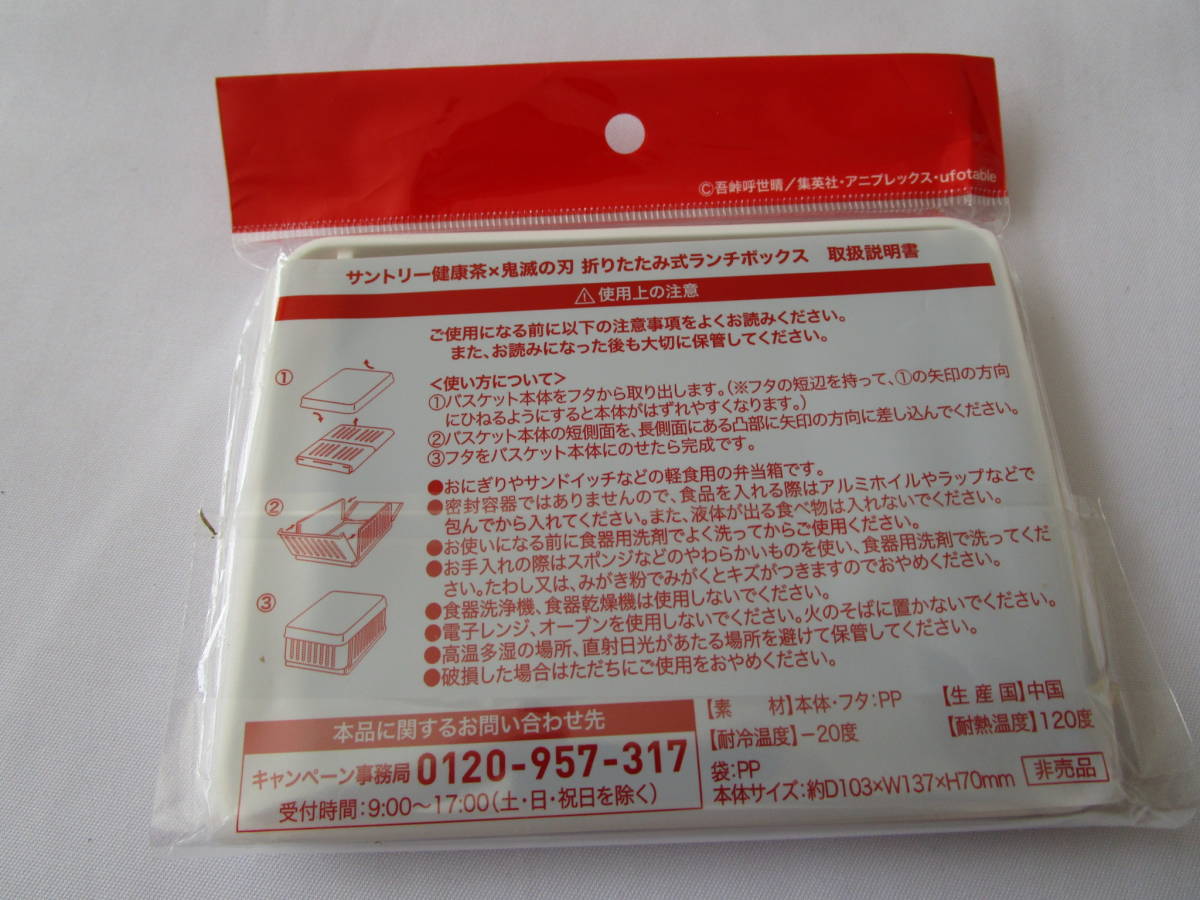 ©吾峠呼世晴／集英社・アニプレックス・ufotable
サントリー健康茶×鬼滅の刃 折りたたみ式ランチボックス 取扱説明書
⚠使用上の注意
ご使用になる前に以下の注意事項をよくお読みください。
また、お読みになった後も大切に保管してください。
①
②
③
<使い方について>
①バスケット本体をフタから取り出します。(※フタの短辺を持って、①の矢印の方向
にひねるようにすると本体がはずれやすくなります。)
②バスケット本体の短側面を、長側面にある凸部に矢印の方向に差し込んでください。
③フタをバスケット本体にのせたら完成です。
●おにぎりやサンドイッチなどの軽食用の弁当箱です。
●密封容器ではありませんので、食品を入れる際はアルミホイルやラップなどで
包んでから入れてください。また、液体が出る食べ物は入れないでください。
●お使いになる前に食器用洗剤でよく洗ってからご使用ください。
●お手入れの際はスポンジなどのやわらかいものを使い、食器用洗剤で洗ってくだ
さい。たわし又は、みがき粉でみがくとキズがつきますのでおやめください。
●食器洗浄機、食器乾燥機は使用しないでください。
●電子レンジ、オーブンを使用しないでください。火のそばに置かないでください。
●高温多湿の場所、直射日光があたる場所を避けて保管してください。
●破損した場合はただちにご使用をおやめください。
本品に関するお問い合わせ先
キャンペーン事務局 0120-957-317
受付時間：9:00〜17:00（土・日・祝日を除く）
【素 材】本体・フタ：PP 【生産国】中国
【耐冷温度】−20度 【耐熱温度】120度
袋：PP
本体サイズ：約D103×W137×H70mm 非売品